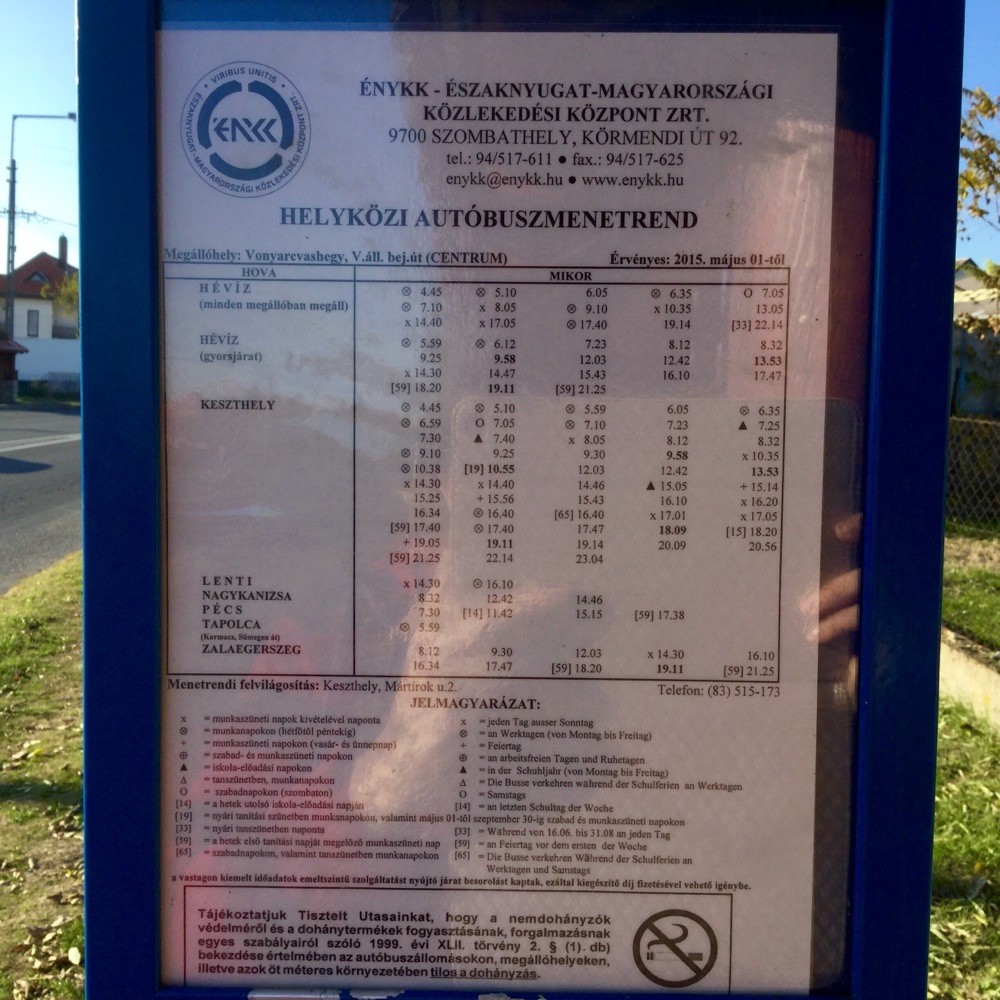 · VIRIBUS UNITIS ·
ÉSZAKNYUGAT-MAGYARORSZÁGI KÖZLEKEDÉSI KÖZPONT ZRT.
ÉNYKK
ÉNYKK - ÉSZAKNYUGAT-MAGYARORSZÁGI
KÖZLEKEDÉSI KÖZPONT ZRT.
9700 SZOMBATHELY, KÖRMENDI ÚT 92.
tel.: 94/517-611 ● fax.: 94/517-625
enykk@enykk.hu ● www.enykk.hu
HELYKÖZI AUTÓBUSZMENETREND
Megállóhely: Vonyarcvashegy, V.áll. bej.út (CENTRUM) Érvényes: 2015. május 01-től
HOVA MIKOR
HÉVÍZ ⊗ 4.45 ⊗ 5.10 6.05 ⊗ 6.35 O 7.05
(minden megállóban megáll) ⊗ 7.10 x 8.05 ⊗ 9.10 x 10.35 13.05
x 14.40 x 17.05 ⊗ 17.40 19.14 [33] 22.14
HÉVÍZ ⊗ 5.59 ⊗ 6.12 7.23 8.12 8.32
(gyorsjárat) 9.25 9.58 12.03 12.42 13.53
x 14.30 14.47 15.43 16.10 17.47
[59] 18.20 19.11 [59] 21.25
KESZTHELY ⊗ 4.45 ⊗ 5.10 ⊗ 5.59 6.05 ⊗ 6.35
⊗ 6.59 O 7.05 ⊗ 7.10 7.23 ▲ 7.25
7.30 ▲ 7.40 x 8.05 8.12 8.32
⊗ 9.10 9.25 9.30 9.58 x 10.35
⊗ 10.38 [19] 10.55 12.03 12.42 13.53
x 14.30 x 14.40 14.46 ▲ 15.05 + 15.14
15.25 + 15.56 15.43 16.10 x 16.20
16.34 ⊗ 16.40 [65] 16.40 x 17.01 x 17.05
[59] 17.40 ⊗ 17.40 17.47 18.09 [15] 18.20
+ 19.05 19.11 19.14 20.09 20.56
[59] 21.25 22.14 23.04
LENTI x 14.30 ⊗ 16.10
NAGYKANIZSA 8.32 12.42 14.46
PÉCS 7.30 [14] 11.42 15.15 [59] 17.38
TAPOLCA ⊗ 5.59
(Karmacs, Sümegen át)
ZALAEGERSZEG 8.12 9.30 12.03 x 14.30 16.10
16.34 17.47 [59] 18.20 19.11 [59] 21.25
Menetrendi felvilágosítás: Keszthely, Mártírok u.2. Telefon: (83) 515-173
JELMAGYARÁZAT:
x = munkaszüneti napok kivételével naponta x = jeden Tag ausser Sonntag
⊗ = munkanapokon (hétfőtől péntekig) ⊗ = an Werktagen (von Montag bis Freitag)
+ = munkaszüneti napokon (vasár- és ünnepnap) + = Feiertag
⊕ = szabad- és munkaszüneti napokon ⊕ = an arbeitsfreien Tagen und Ruhetagen
▲ = iskola-előadási napokon ▲ = in der Schuhljahr (von Montag bis Freitag)
Δ = tanszünetben, munkanapokon Δ = Die Busse verkehren während der Schulferien an Werktagen
O = szabadnapokon (szombaton) O = Samstags
[14] = a hetek utolsó iskola-előadási napján [14] = an letzten Schultag der Woche
[19] = nyári tanítási szünetben munkanapokon, valamint május 01-től szeptember 30-ig szabad és munkaszüneti napokon
[33] = nyári tanszünetben naponta [33] = Während von 16.06. bis 31.08 an jeden Tag
[59] = a hetek első tanítási napját megelőző munkaszüneti nap [59] = an Feiertag vor dem ersten der Woche
[65] = szabadnapokon, valamint tanszünetben munkanapokon [65] = Die Busse verkehren Während der Schulferien an
Werktagen und Samstags
a vastagon kiemelt időadatok emeltszintű szolgáltatást nyújtó járat besorolást kaptak, ezáltal kiegészítő díj fizetésével vehető igénybe.
Tájékoztatjuk Tisztelt Utasainkat, hogy a nemdohányzók
védelméről és a dohánytermékek fogyasztásának, forgalmazásnak
egyes szabályairól szóló 1999. évi XLII. törvény 2. § (1). db)
bekezdése értelmében az autóbuszállomásokon, megállóhelyeken,
illetve azok öt méteres környezetében tilos a dohányzás.